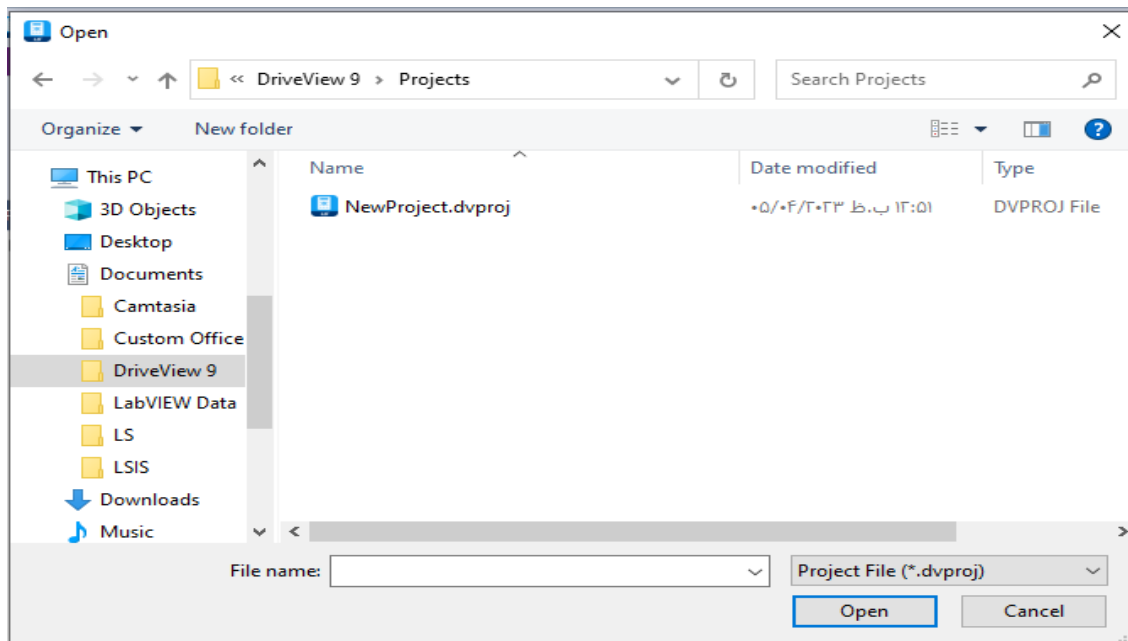 Open
« DriveView 9 › Projects
Search Projects
Organize
New folder
Name
Date modified
Type
This PC
3D Objects
Desktop
Documents
Camtasia
Custom Office
DriveView 9
LabVIEW Data
LS
LSIS
Downloads
Music
NewProject.dvproj
۰۵/۰۴/۲۰۲۳ ب.ظ ۱۲:۵۱
DVPROJ File
File name:
Project File (*.dvproj)
Open
Cancel